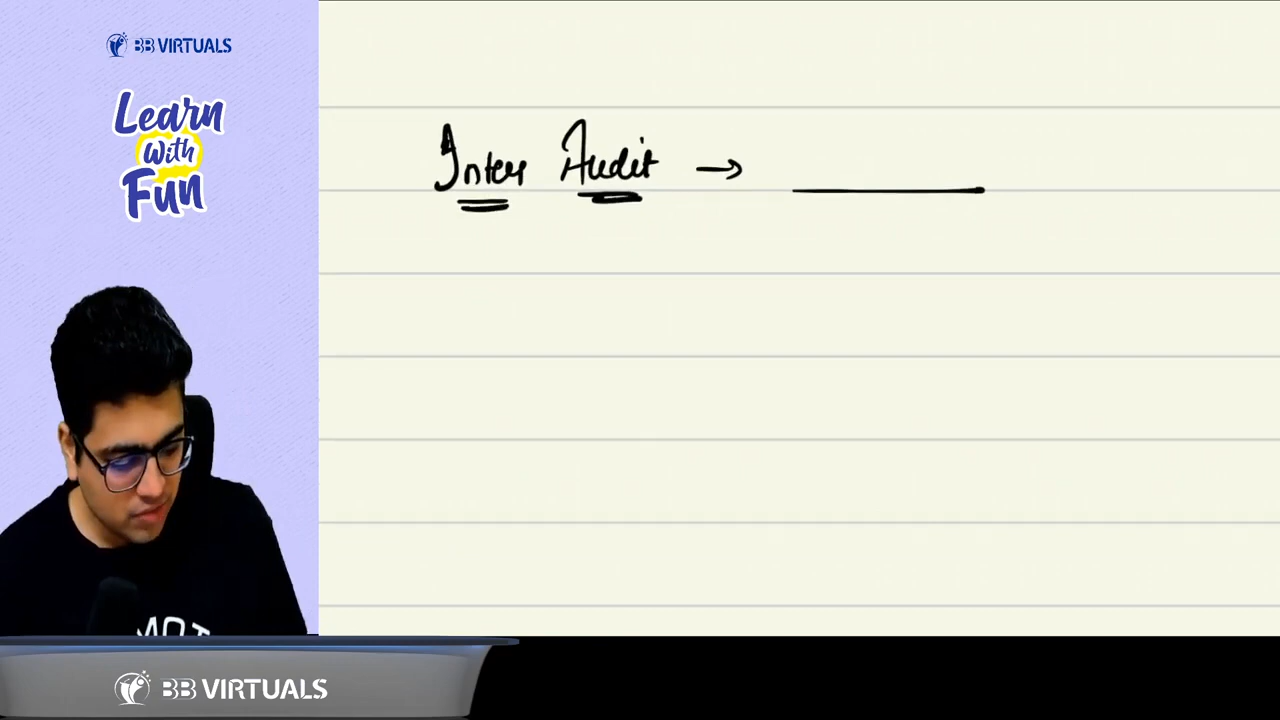 BB VIRTUALS
Learn
With
Fun
Inter Audit →
BB VIRTUALS